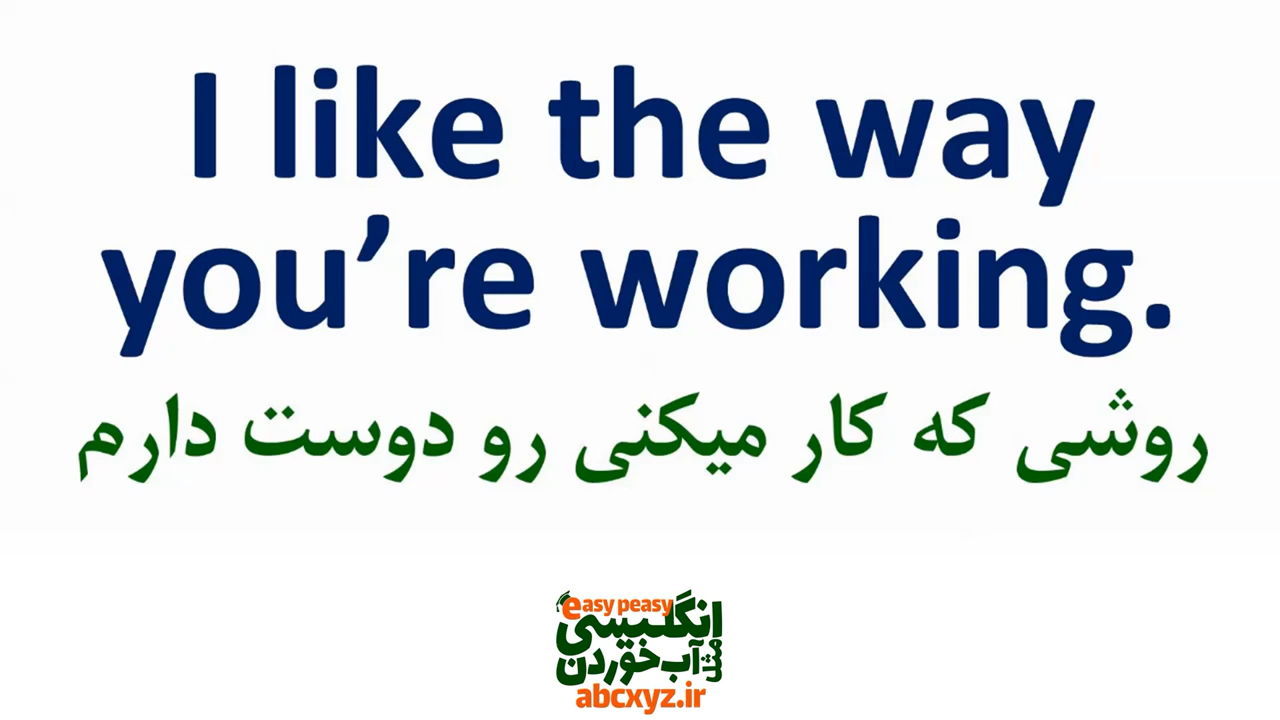 I like the way
you’re working.
روشی که کار میکنی رو دوست دارم
easy peasy
انگلیسی
مثل آب خوردن
abcxyz.ir